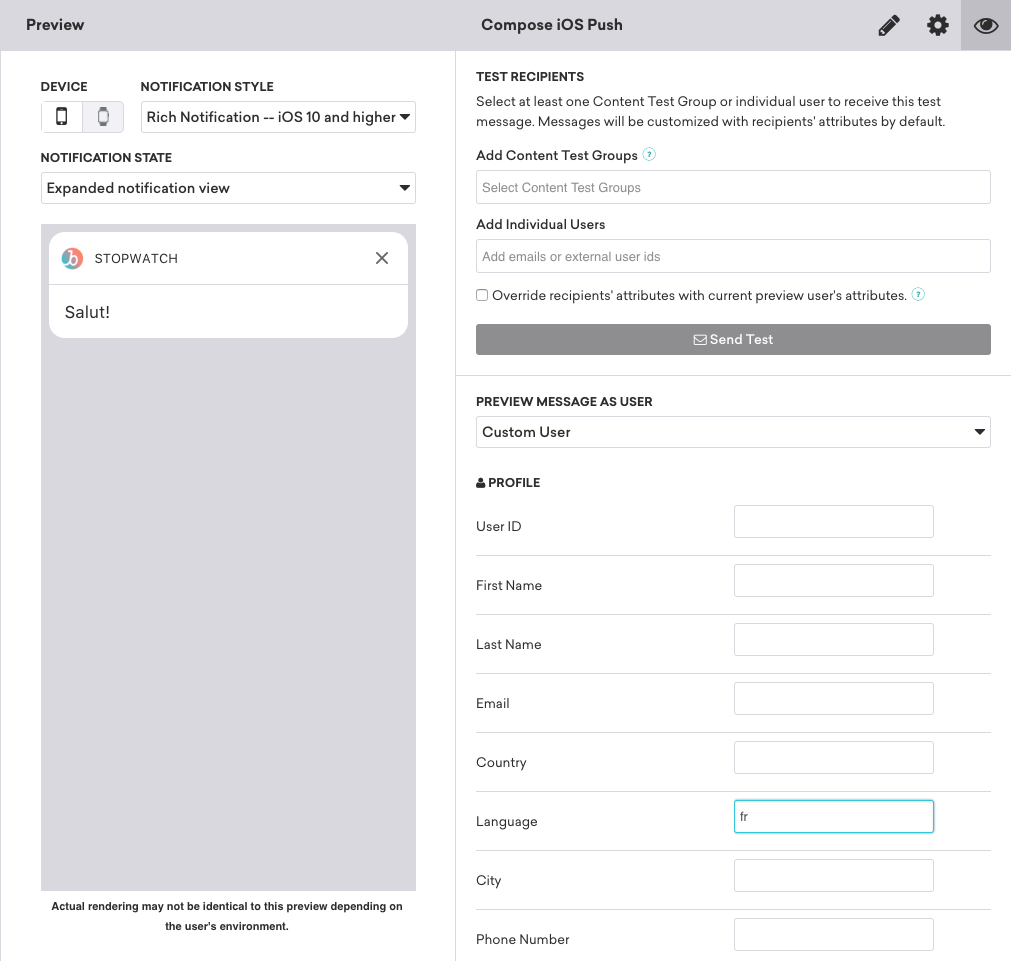 Preview
Compose iOS Push
DEVICE
NOTIFICATION STYLE
Rich Notification -- iOS 10 and higher
NOTIFICATION STATE
Expanded notification view
b STOPWATCH
Salut!
Actual rendering may not be identical to this preview depending on
the user's environment.
TEST RECIPIENTS
Select at least one Content Test Group or individual user to receive this test
message. Messages will be customized with recipients' attributes by default.
Add Content Test Groups ?
Select Content Test Groups
Add Individual Users
Add emails or external user ids
Override recipients' attributes with current preview user's attributes. ?
Send Test
PREVIEW MESSAGE AS USER
Custom User
PROFILE
User ID
First Name
Last Name
Email
Country
Language fr
City
Phone Number